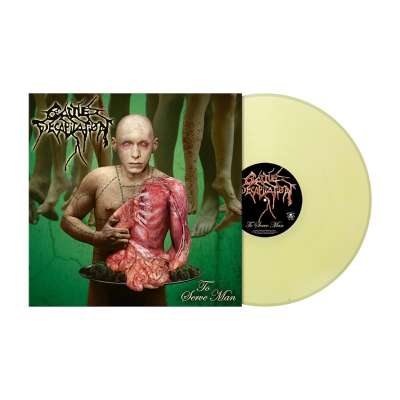 CATTLE
DECAPITATION
To
Serve Man
CATTLE
DECAPITATION
To Serve Man